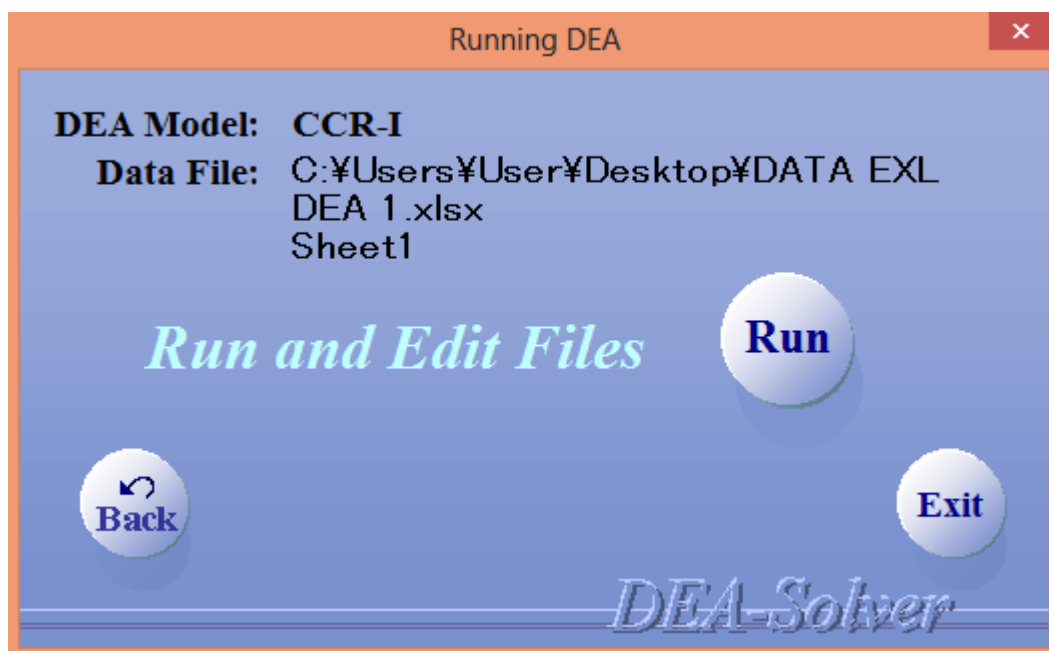 Running DEA
×
DEA Model: CCR-I
Data File: C:¥Users¥User¥Desktop¥DATA EXL
DEA 1.xlsx
Sheet1
Run and Edit Files
Run
Back
Exit
DEA-Solver